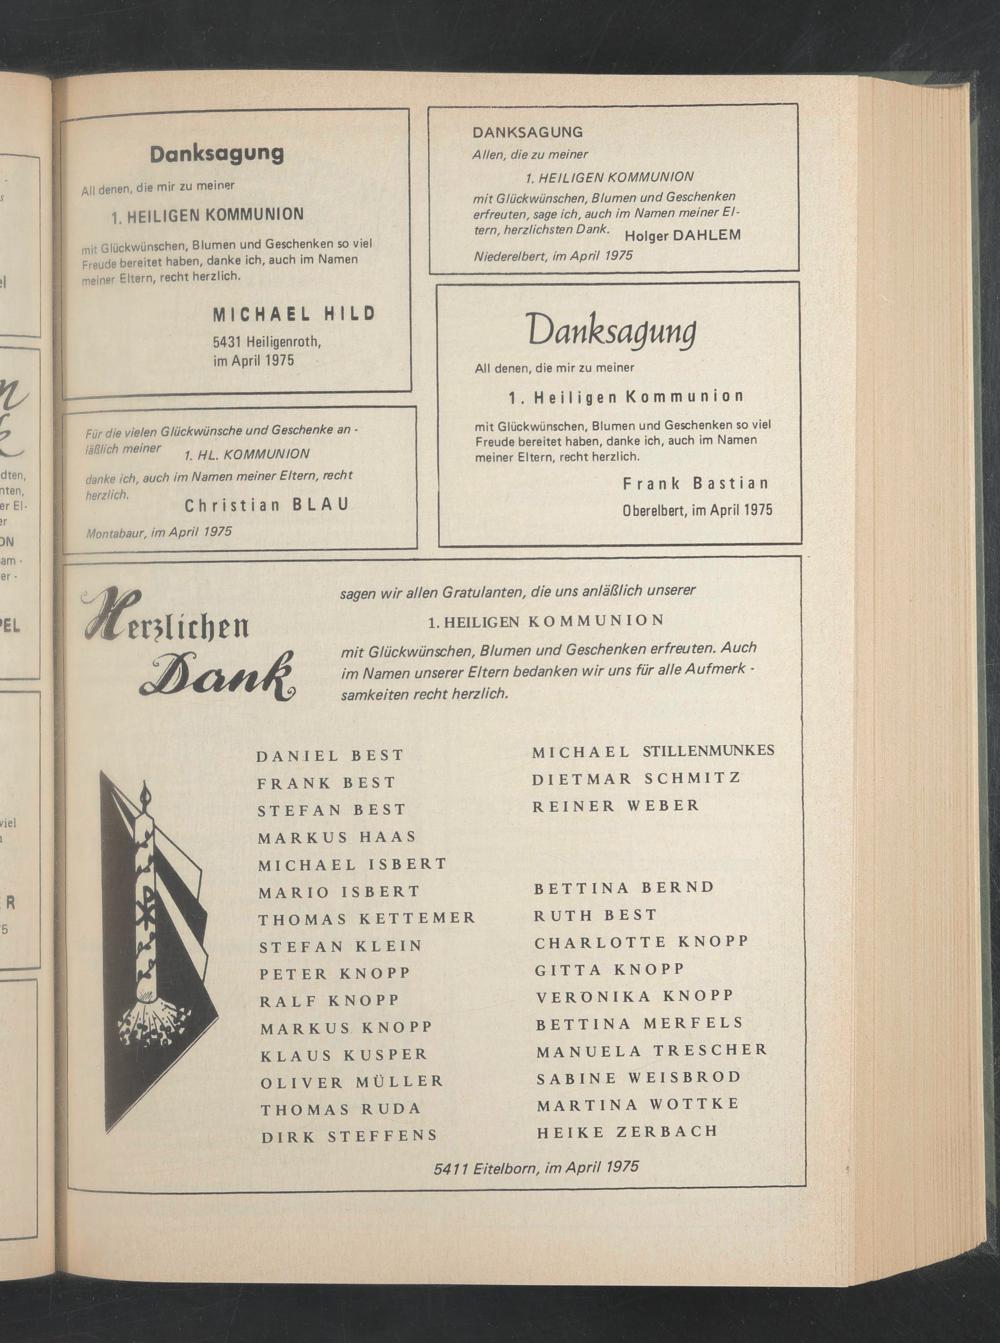 Danksagung
All denen, die mir zu meiner
1. HEILIGEN KOMMUNION
mit Glückwünschen, Blumen und Geschenken so viel
Freude bereitet haben, danke ich, auch im Namen
meiner Eltern, recht herzlich.
MICHAEL HILD
5431 Heiligenroth,
im April 1975
DANKSAGUNG
Allen, die zu meiner
1. HEILIGEN KOMMUNION
mit Glückwünschen, Blumen und Geschenken
erfreuten, sage ich, auch im Namen meiner El-
tern, herzlichsten Dank.
Holger DAHLEM
Niederelbert, im April 1975
Für die vielen Glückwünsche und Geschenke an -
läßlich meiner
1. HL. KOMMUNION
danke ich, auch im Namen meiner Eltern, recht
herzlich.
Christian BLAU
Montabaur, im April 1975
Danksagung
All denen, die mir zu meiner
1. Heiligen Kommunion
mit Glückwünschen, Blumen und Geschenken so viel
Freude bereitet haben, danke ich, auch im Namen
meiner Eltern, recht herzlich.
Frank Bastian
Oberelbert, im April 1975
Herzlichen
Dank
sagen wir allen Gratulanten, die uns anläßlich unserer
1. HEILIGEN KOMMUNION
mit Glückwünschen, Blumen und Geschenken erfreuten. Auch
im Namen unserer Eltern bedanken wir uns für alle Aufmerk -
samkeiten recht herzlich.
DANIEL BEST
FRANK BEST
STEFAN BEST
MARKUS HAAS
MICHAEL ISBERT
MARIO ISBERT
THOMAS KETTEMER
STEFAN KLEIN
PETER KNOPP
RALF KNOPP
MARKUS KNOPP
KLAUS KUSPER
OLIVER MÜLLER
THOMAS RUDA
DIRK STEFFENS
MICHAEL STILLENMUNKES
DIETMAR SCHMITZ
REINER WEBER
BETTINA BERND
RUTH BEST
CHARLOTTE KNOPP
GITTA KNOPP
VERONIKA KNOPP
BETTINA MERFELS
MANUELA TRESCHER
SABINE WEISBROD
MARTINA WOTTKE
HEIKE ZERBACH
5411 Eitelborn, im April 1975